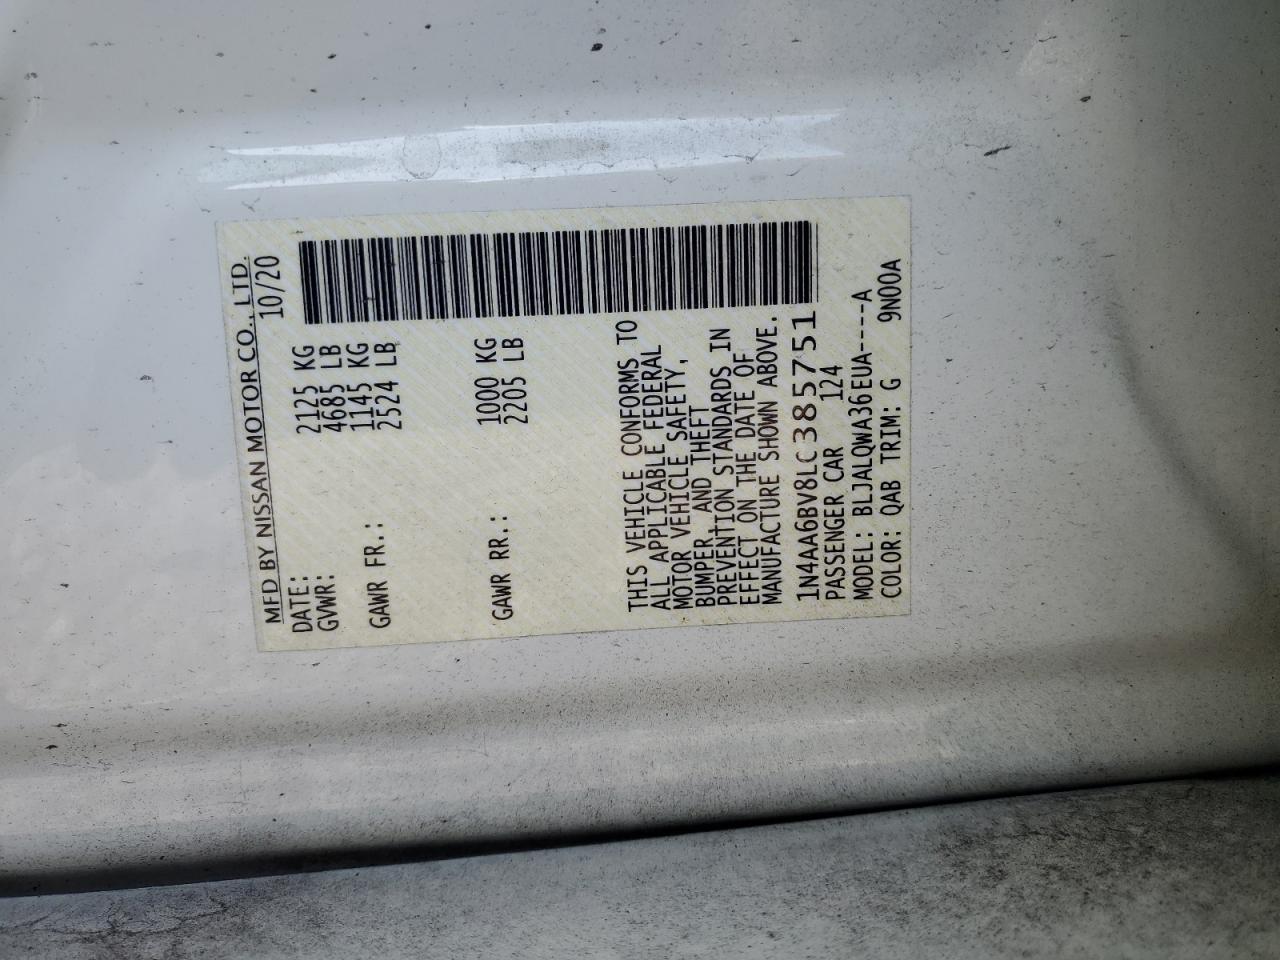 MFD BY NISSAN MOTOR CO., LTD.
DATE: 10/20
GVWR: 2125 KG
4685 LB
GAWR FR.: 1145 KG
2524 LB
GAWR RR.: 1000 KG
2205 LB
THIS VEHICLE CONFORMS TO
ALL APPLICABLE FEDERAL
MOTOR VEHICLE SAFETY,
BUMPER, AND THEFT
PREVENTION STANDARDS IN
EFFECT ON THE DATE OF
MANUFACTURE SHOWN ABOVE.
1N4AA6BV8LC385751
PASSENGER CAR 124
MODEL: BLJALQWA36EUA-----A
COLOR: QAB TRIM: G 9N00A